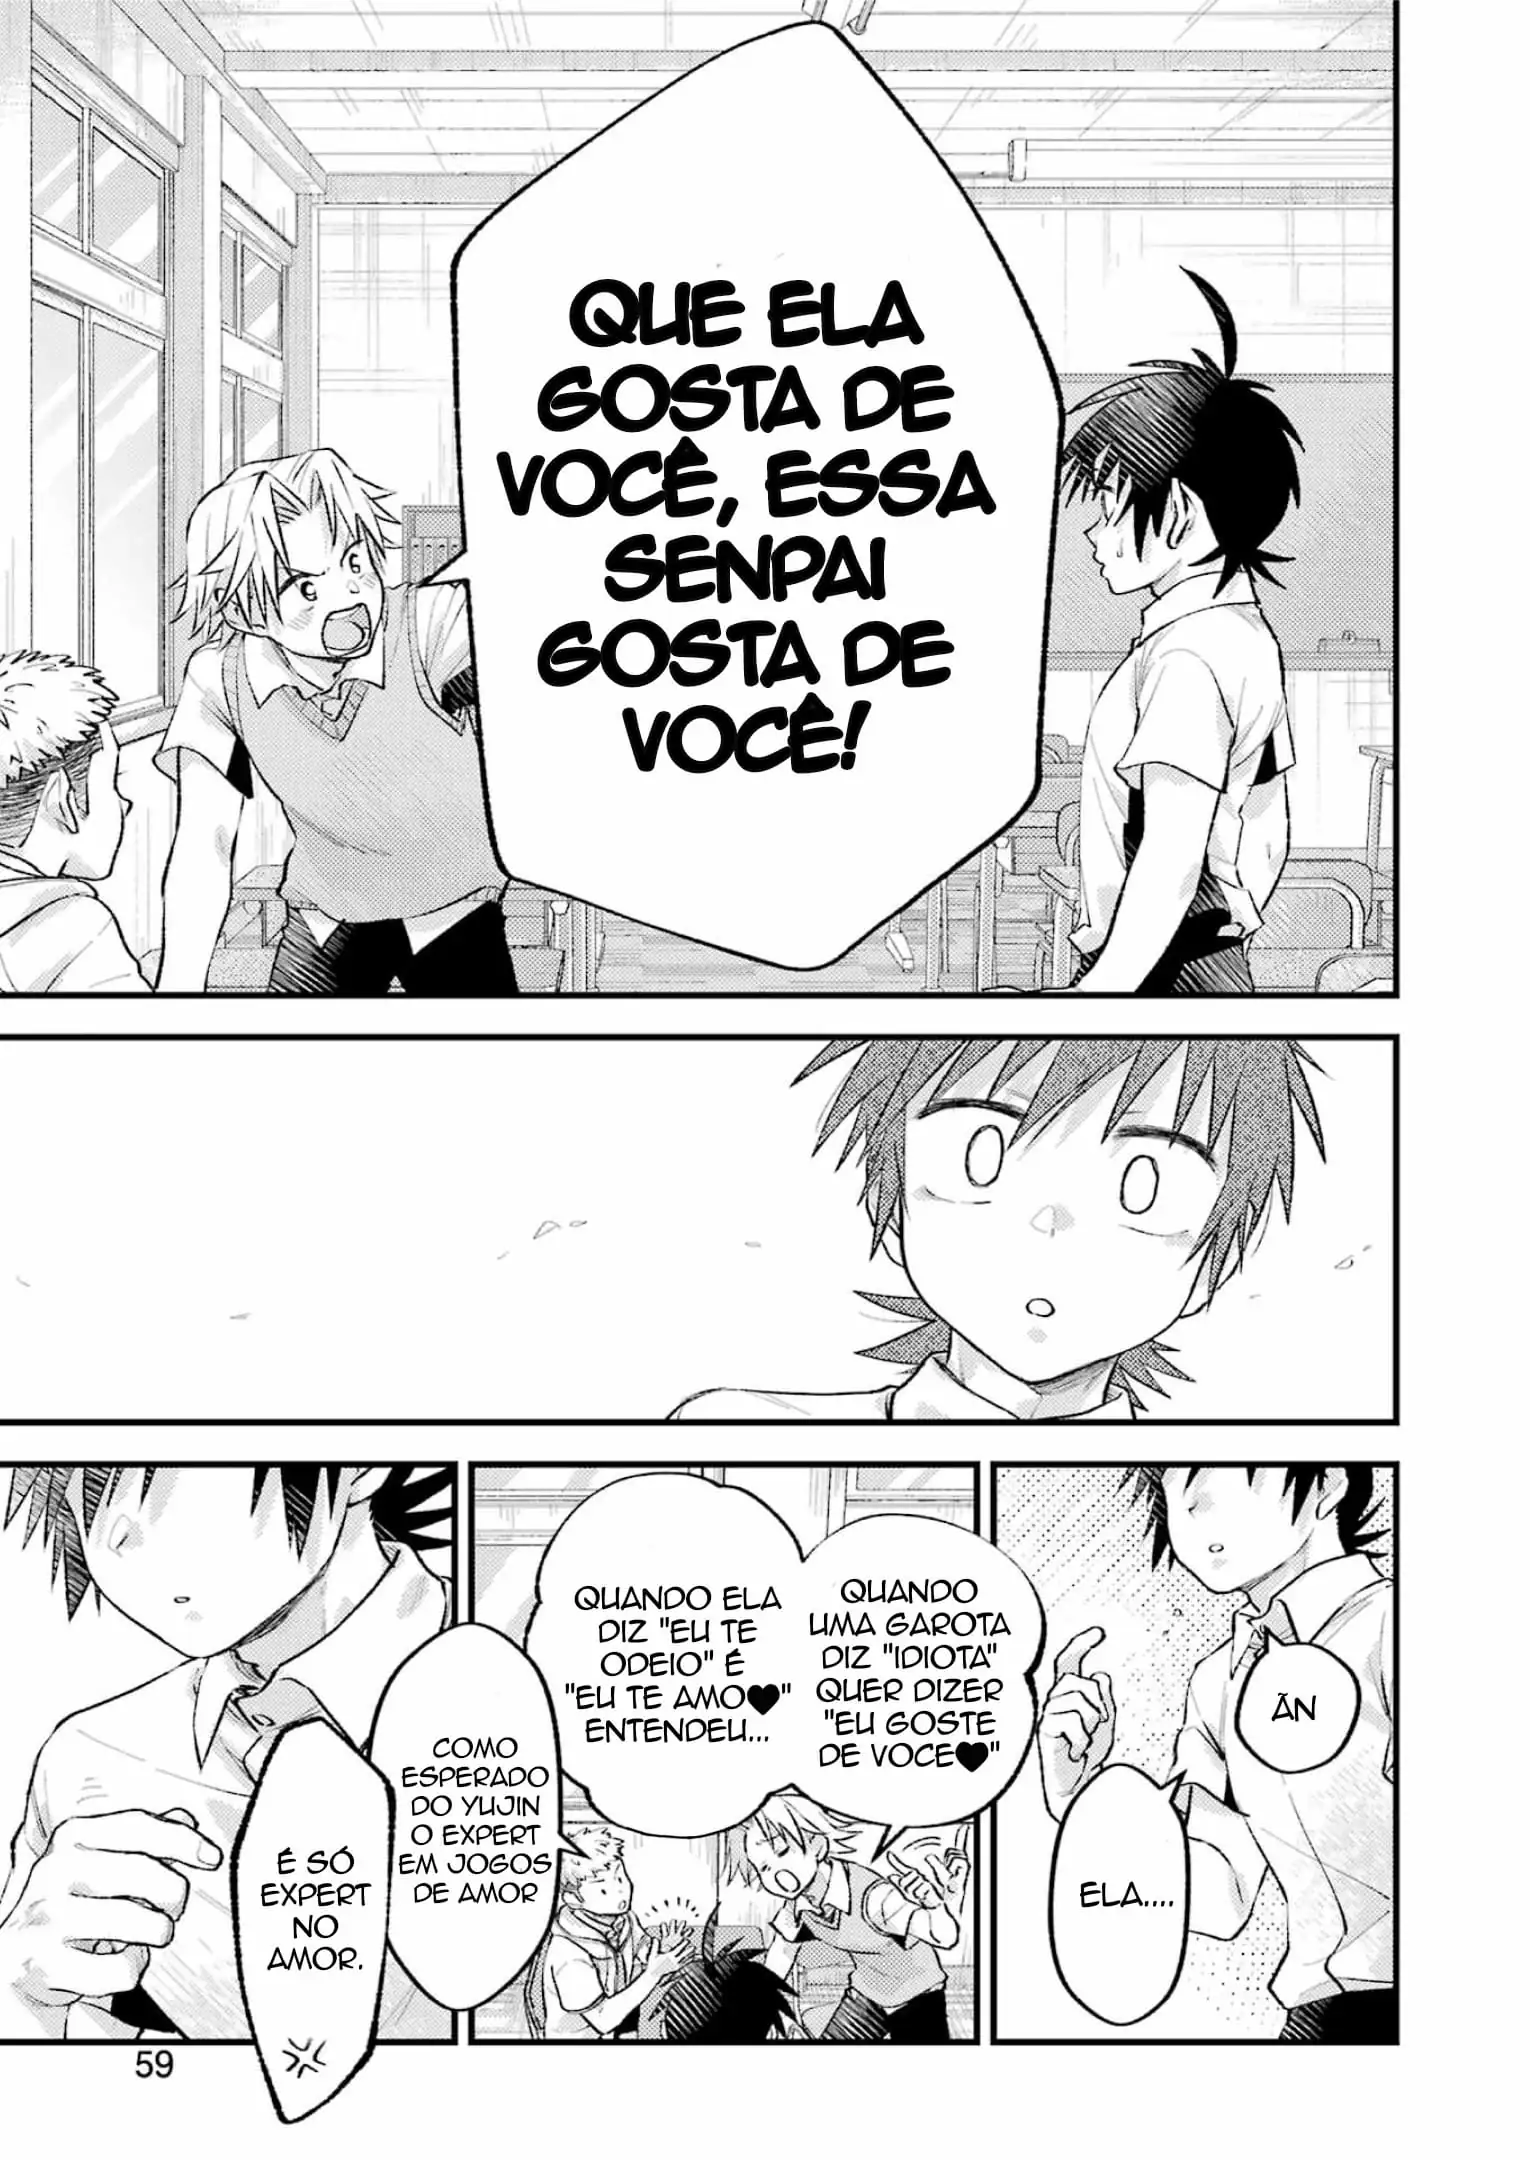 QUE ELA
GOSTA DE
VOCÊ, ESSA
SENPAI
GOSTA DE
VOCÊ!
ÃN
ELA....
QUANDO
UMA GAROTA
DIZ "IDIOTA"
QUER DIZER
"EU GOSTE
DE VOCE♥"
QUANDO ELA
DIZ "EU TE
ODEIO" É
"EU TE AMO♥"
ENTENDEU...
COMO
ESPERADO
DO YUJIN
O EXPERT
EM JOGOS
DE AMOR
É SÓ
EXPERT
NO
AMOR.
59